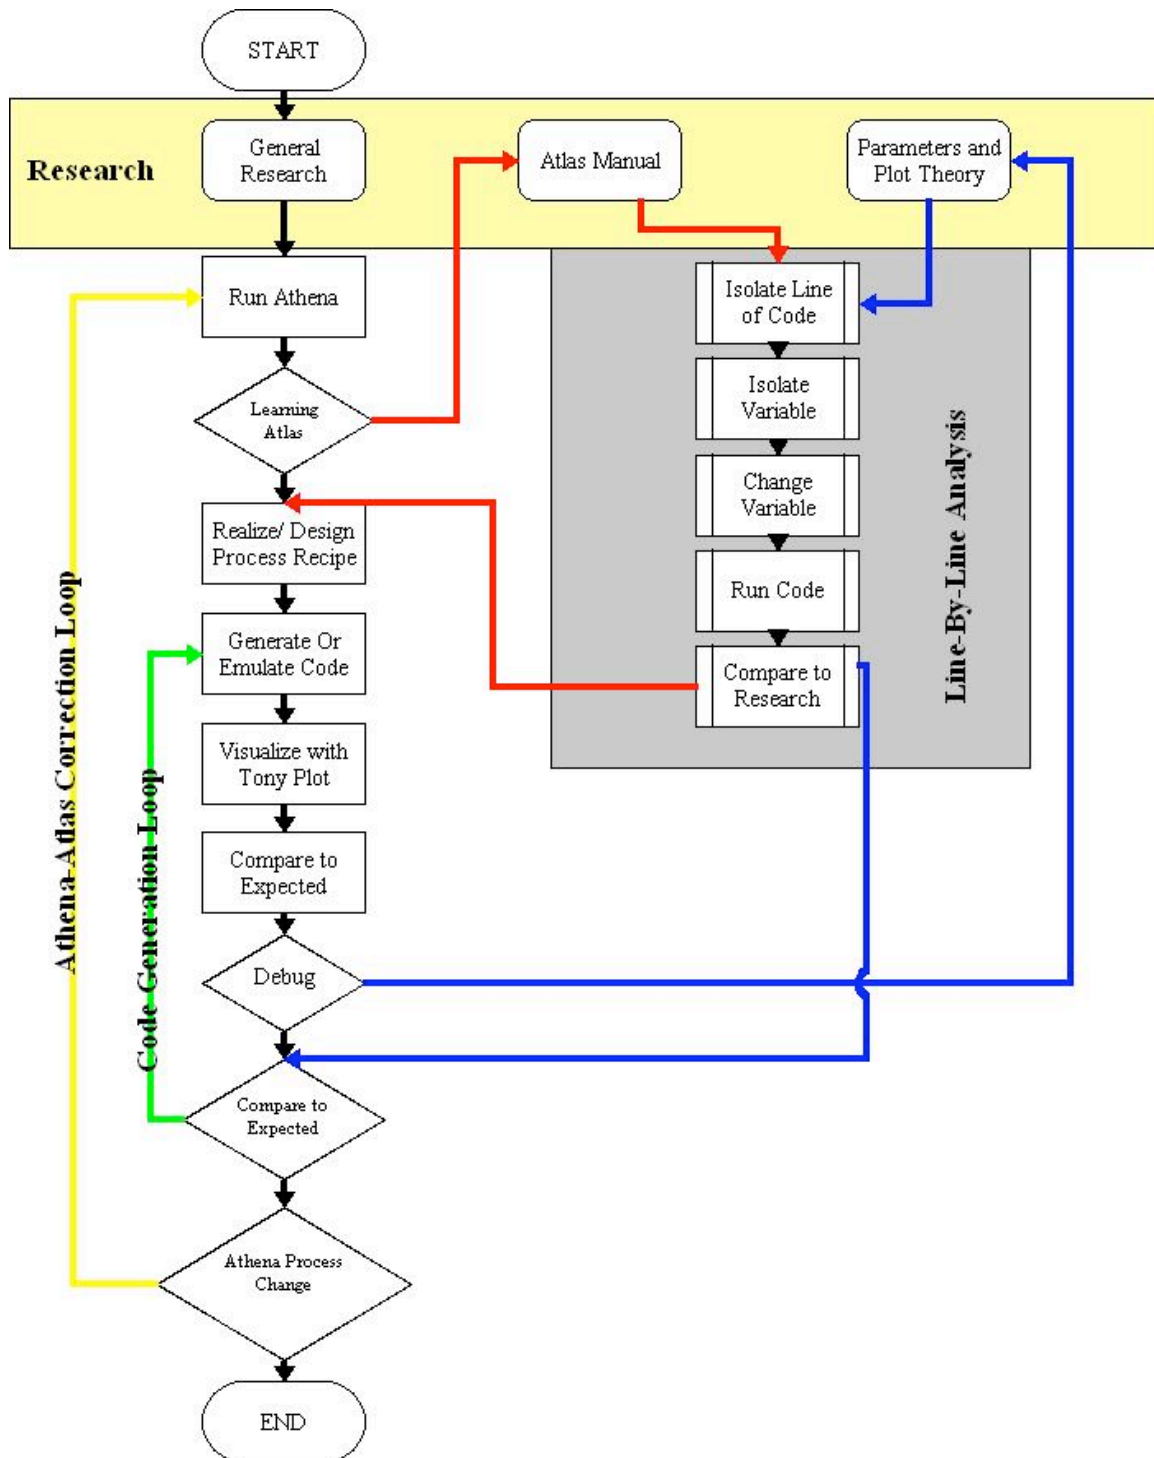 START
Research
General
Research
Atlas Manual
Parameters and
Plot Theory
Run Athena
Learning
Atlas
Realize/ Design
Process Recipe
Generate Or
Emulate Code
Visualize with
Tony Plot
Compare to
Expected
Debug
Compare to
Expected
Athena Process
Change
END
Isolate Line
of Code
Isolate
Variable
Change
Variable
Run Code
Compare to
Research
Line-By-Line Analysis
Athena-Atlas Correction Loop
Code Generation Loop